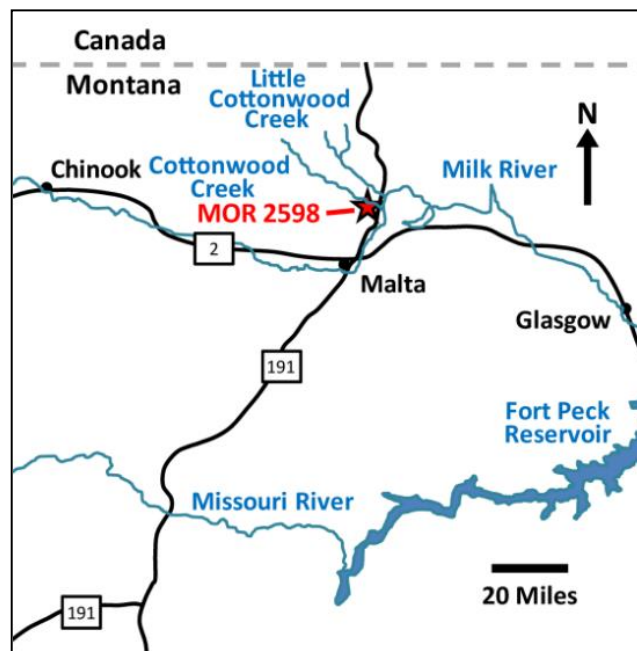 Canada
Montana
Little
Cottonwood
Creek
N
Chinook
Cottonwood
Creek
Milk River
MOR 2598
2
Malta
Glasgow
191
Fort Peck
Reservoir
Missouri River
20 Miles
191